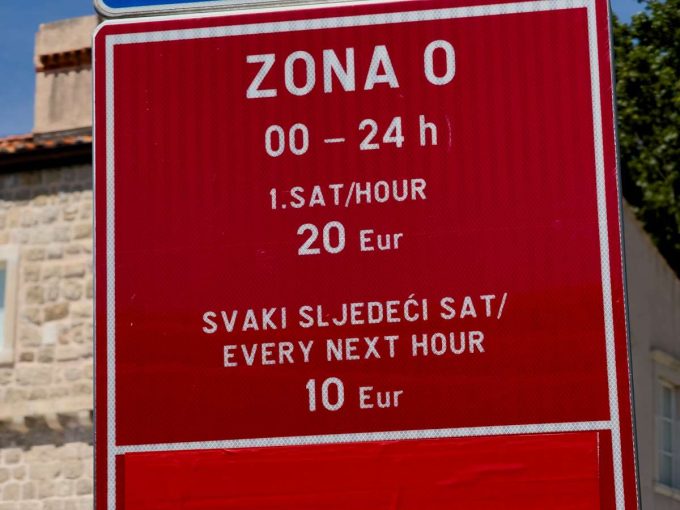 ZONA 0
00 – 24 h
1.SAT/HOUR
20 Eur
SVAKI SLJEDEĆI SAT/
EVERY NEXT HOUR
10 Eur